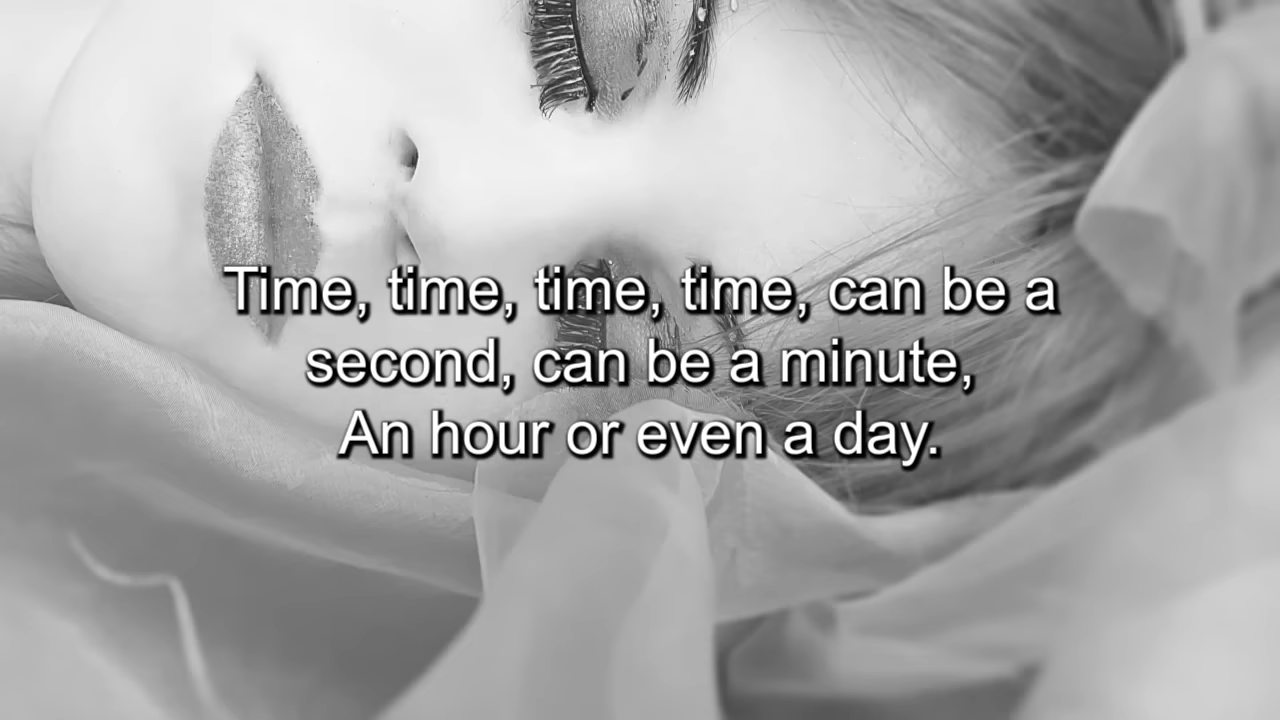 Time, time, time, time, can be a
second, can be a minute,
An hour or even a day.